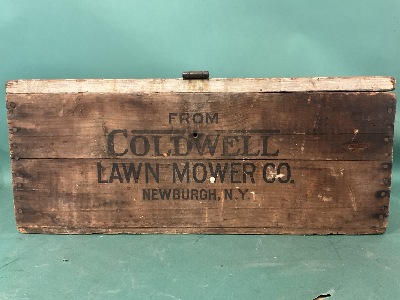 FROM
COLDWELL
LAWN MOWER CO.
NEWBURGH, N.Y.